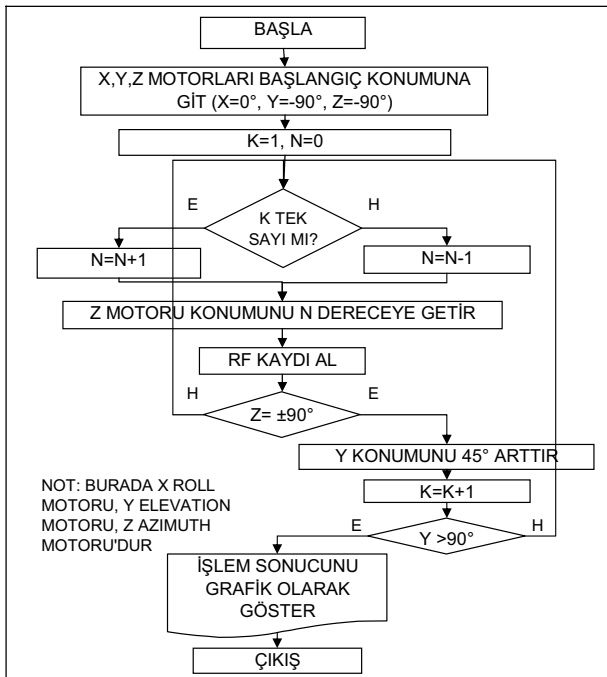 BAŞLA
X,Y,Z MOTORLARI BAŞLANGIÇ KONUMUNA
GİT (X=0°, Y=-90°, Z=-90°)
K=1, N=0
E
H
K TEK
SAYI MI?
N=N+1
N=N-1
Z MOTORU KONUMUNU N DERECEYE GETİR
RF KAYDI AL
H
E
Z= ±90°
Y KONUMUNU 45° ARTTIR
K=K+1
NOT: BURADA X ROLL
MOTORU, Y ELEVATION
MOTORU, Z AZIMUTH
MOTORU'DUR
E
H
Y >90°
İŞLEM SONUCUNU
GRAFİK OLARAK
GÖSTER
ÇIKIŞ